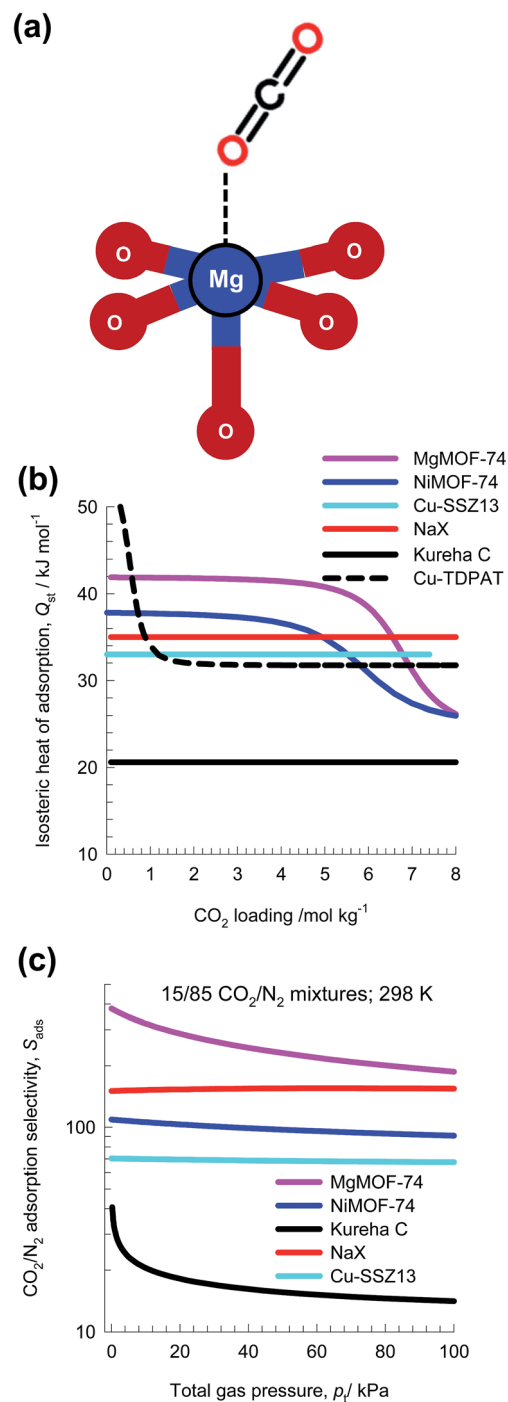 (a)
O
C
O
O
O
Mg
O
O
O
(b)
MgMOF-74
NiMOF-74
Cu-SSZ13
NaX
Kureha C
Cu-TDPAT
Isosteric heat of adsorption, Qst / kJ mol-1
50
40
30
20
10
0 1 2 3 4 5 6 7 8
CO2 loading /mol kg-1
(c)
15/85 CO2/N2 mixtures; 298 K
CO2/N2 adsorption selectivity, Sads
100
10
MgMOF-74
NiMOF-74
Kureha C
NaX
Cu-SSZ13
0 20 40 60 80 100
Total gas pressure, pt/ kPa